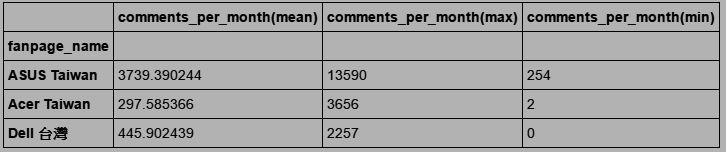 comments_per_month(mean) comments_per_month(max) comments_per_month(min)
fanpage_name
ASUS Taiwan 3739.390244 13590 254
Acer Taiwan 297.585366 3656 2
Dell 台灣 445.902439 2257 0